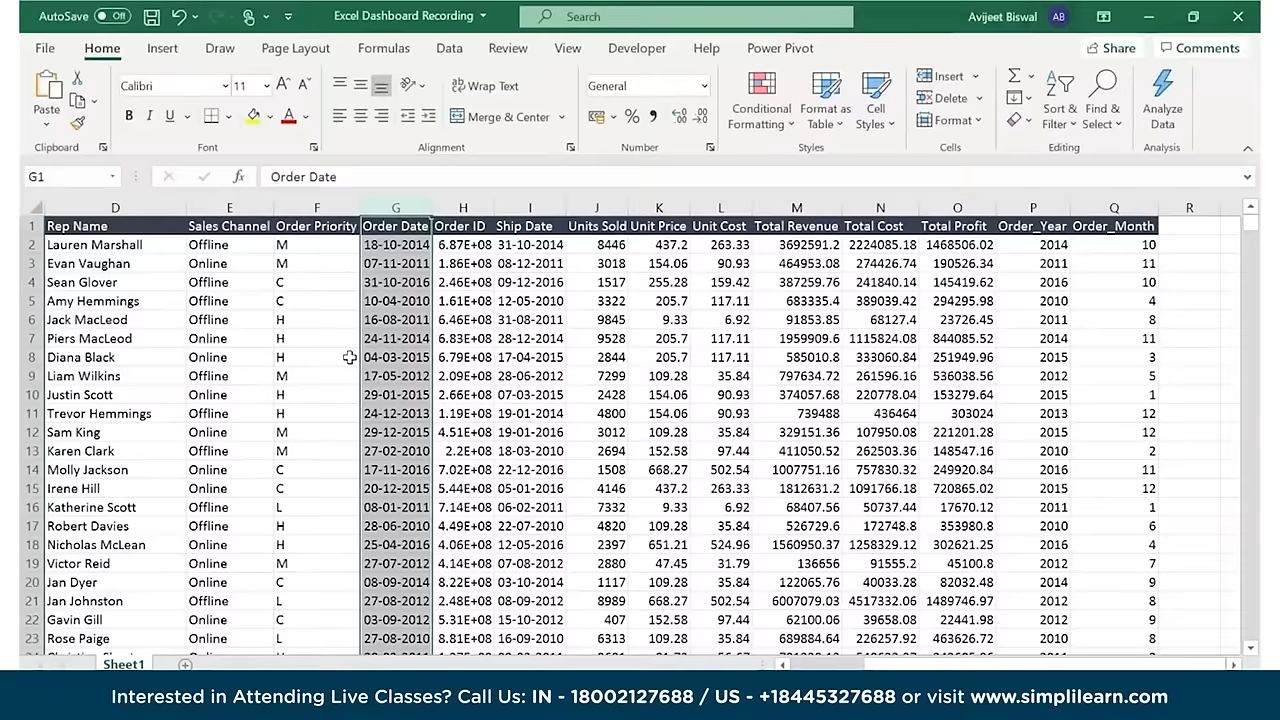 AutoSave Off Excel Dashboard Recording Search Avijeet Biswal AB
File Home Insert Draw Page Layout Formulas Data Review View Developer Help Power Pivot Share Comments
Calibri 11 Wrap Text General Insert
Paste B I U Merge & Center Conditional Formatting Format as Table Cell Styles Delete Sort & Filter Find & Select Analyze Data
Format
Clipboard Font Alignment Number Styles Cells Editing Analysis
G1 fx Order Date
D E F G H I J K L M N O P Q R
1 Rep Name Sales Channel Order Priority Order Date Order ID Ship Date Units Sold Unit Price Unit Cost Total Revenue Total Cost Total Profit Order_Year Order_Month
2 Lauren Marshall Offline M 18-10-2014 6.87E+08 31-10-2014 8446 437.2 263.33 3692591.2 2224085.18 1468506.02 2014 10
3 Evan Vaughan Online M 07-11-2011 1.86E+08 08-12-2011 3018 154.06 90.93 464953.08 274426.74 190526.34 2011 11
4 Sean Glover Offline C 31-10-2016 2.46E+08 09-12-2016 1517 255.28 159.42 387259.76 241840.14 145419.62 2016 10
5 Amy Hemmings Offline C 10-04-2010 1.61E+08 12-05-2010 3322 205.7 117.11 683335.4 389039.42 294295.98 2010 4
6 Jack MacLeod Offline H 16-08-2011 6.46E+08 31-08-2011 9845 9.33 6.92 91853.85 68127.4 23726.45 2011 8
7 Piers MacLeod Online H 24-11-2014 6.83E+08 28-12-2014 9528 205.7 117.11 1959909.6 1115824.08 844085.52 2014 11
8 Diana Black Online H 04-03-2015 6.79E+08 17-04-2015 2844 205.7 117.11 585010.8 333060.84 251949.96 2015 3
9 Liam Wilkins Online M 17-05-2012 2.09E+08 28-06-2012 7299 109.28 35.84 797634.72 261596.16 536038.56 2012 5
10 Justin Scott Online H 29-01-2015 2.66E+08 07-03-2015 2428 154.06 90.93 374057.68 220778.04 153279.64 2015 1
11 Trevor Hemmings Offline H 24-12-2013 1.19E+08 19-01-2014 4800 154.06 90.93 739488 436464 303024 2013 12
12 Sam King Online M 29-12-2015 4.51E+08 19-01-2016 3012 109.28 35.84 329151.36 107950.08 221201.28 2015 12
13 Karen Clark Offline M 27-02-2010 2.2E+08 18-03-2010 2694 152.58 97.44 411050.52 262503.36 148547.16 2010 2
14 Molly Jackson Online C 17-11-2016 7.02E+08 22-12-2016 1508 668.27 502.54 1007751.16 757830.32 249920.84 2016 11
15 Irene Hill Online C 20-12-2015 5.44E+08 05-01-2016 4146 437.2 263.33 1812631.2 1091766.18 720865.02 2015 12
16 Katherine Scott Offline L 08-01-2011 7.14E+08 06-02-2011 7332 9.33 6.92 68407.56 50737.44 17670.12 2011 1
17 Robert Davies Offline H 28-06-2010 4.49E+08 22-07-2010 4820 109.28 35.84 526729.6 172748.8 353980.8 2010 6
18 Nicholas McLean Online H 25-04-2016 4.06E+08 12-05-2016 2397 651.21 524.96 1560950.37 1258329.12 302621.25 2016 4
19 Victor Reid Online M 27-07-2012 4.14E+08 07-08-2012 2880 47.45 31.79 136656 91555.2 45100.8 2012 7
20 Jan Dyer Online C 08-09-2014 8.22E+08 03-10-2014 1117 109.28 35.84 122065.76 40033.28 82032.48 2014 9
21 Jan Johnston Offline L 27-08-2012 2.48E+08 08-09-2012 8989 668.27 502.54 6007079.03 4517332.06 1489746.97 2012 8
22 Gavin Gill Online C 03-09-2012 5.31E+08 15-10-2012 407 152.58 97.44 62100.06 39658.08 22441.98 2012 9
23 Rose Paige Online L 27-08-2010 8.81E+08 16-09-2010 6313 109.28 35.84 689884.64 226257.92 463626.72 2010 8
Sheet1
Interested in Attending Live Classes? Call Us: IN - 18002127688 / US - +18445327688 or visit www.simplilearn.com